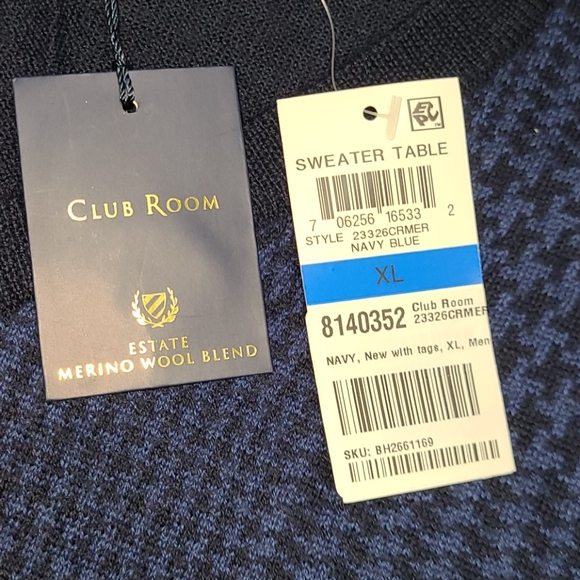 CLUB ROOM
ESTATE
MERINO WOOL BLEND
EPV™
SWEATER TABLE
7 06256 16533 2
STYLE 23326CRMER
NAVY BLUE
XL
8140352 Club Room
23326CRMER
NAVY, New with tags, XL, Men
SKU: BH2661169